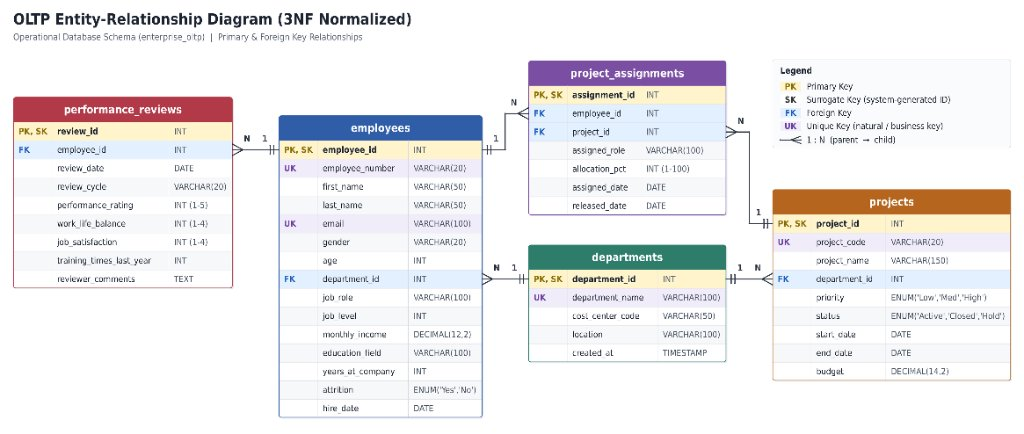 OLTP Entity-Relationship Diagram (3NF Normalized)
Operational Database Schema (enterprise_oltp) | Primary & Foreign Key Relationships
performance_reviews
PK, SK review_id INT
FK employee_id INT
review_date DATE
review_cycle VARCHAR(20)
performance_rating INT (1-5)
work_life_balance INT (1-4)
job_satisfaction INT (1-4)
training_times_last_year INT
reviewer_comments TEXT
N 1
employees
PK, SK employee_id INT
UK employee_number VARCHAR(20)
first_name VARCHAR(50)
last_name VARCHAR(50)
UK email VARCHAR(100)
gender VARCHAR(20)
age INT
FK department_id INT
job_role VARCHAR(100)
job_level INT
monthly_income DECIMAL(12,2)
education_field VARCHAR(100)
years_at_company INT
attrition ENUM('Yes','No')
hire_date DATE
1 N
N 1
project_assignments
PK, SK assignment_id INT
FK employee_id INT
FK project_id INT
assigned_role VARCHAR(100)
allocation_pct INT (1-100)
assigned_date DATE
released_date DATE
N 1
departments
PK, SK department_id INT
UK department_name VARCHAR(100)
cost_center_code VARCHAR(50)
location VARCHAR(100)
created_at TIMESTAMP
1 N
Legend
PK Primary Key
SK Surrogate Key (system-generated ID)
FK Foreign Key
UK Unique Key (natural / business key)
1 : N (parent → child)
projects
PK, SK project_id INT
UK project_code VARCHAR(20)
project_name VARCHAR(150)
FK department_id INT
priority ENUM('Low','Med','High')
status ENUM('Active','Closed','Hold')
start_date DATE
end_date DATE
budget DECIMAL(14,2)